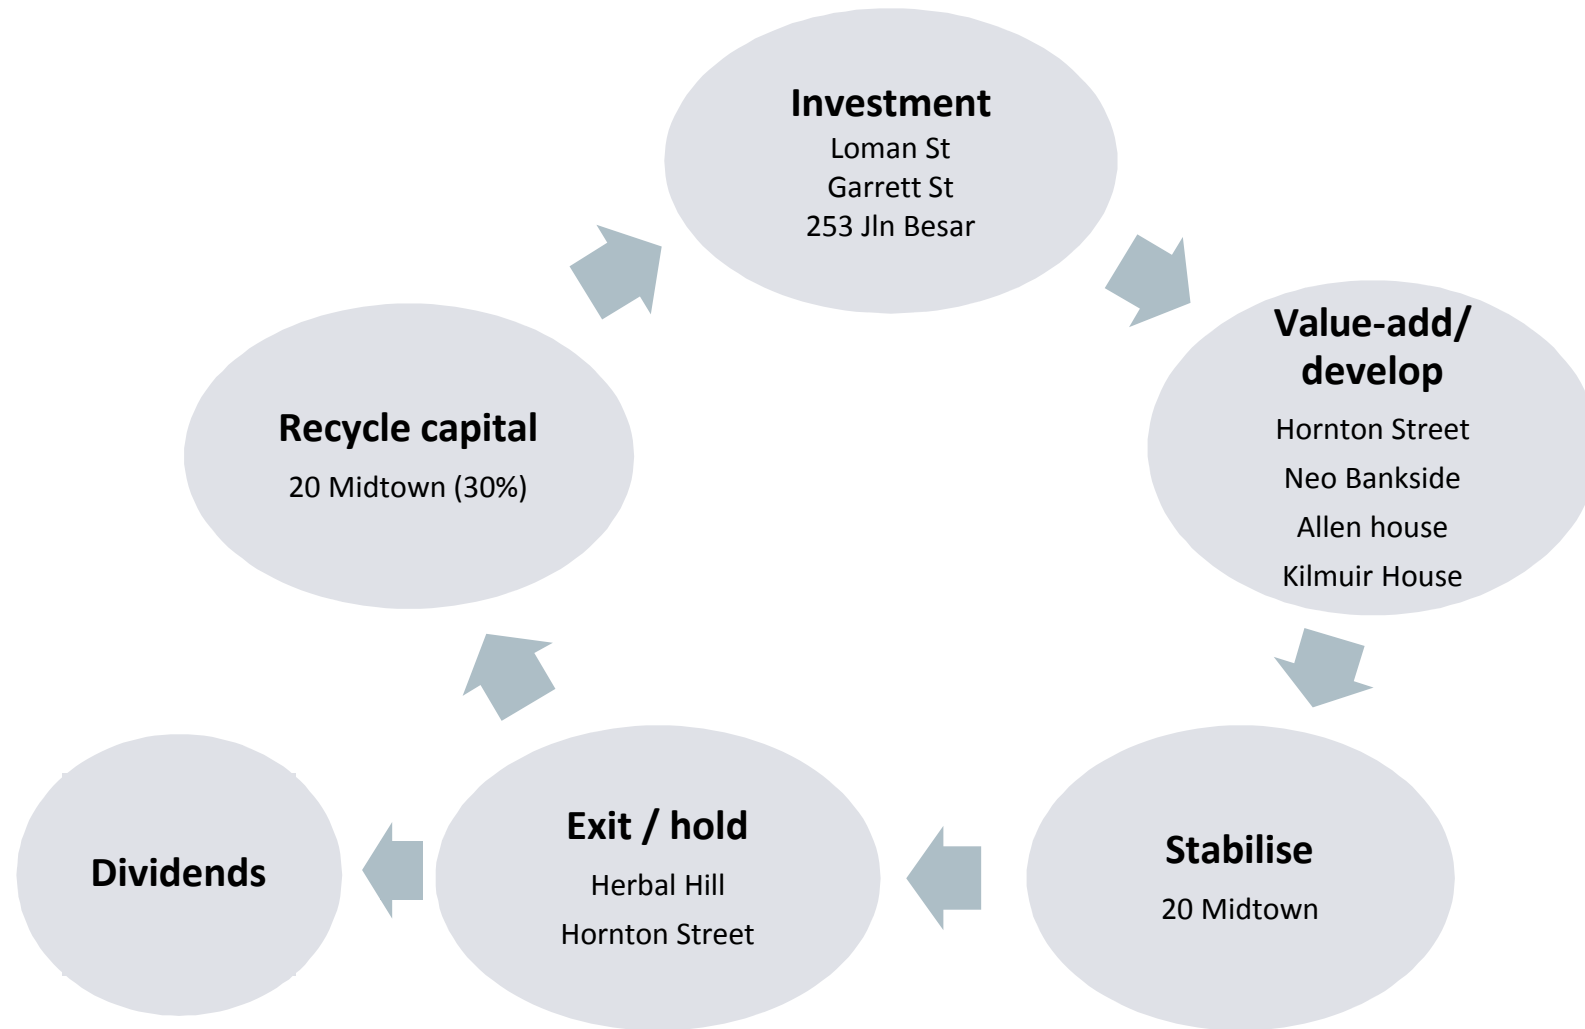 Investment
Loman St
Garrett St
253 Jln Besar
Value-add/
develop
Hornton Street
Neo Bankside
Allen house
Kilmuir House
Stabilise
20 Midtown
Exit / hold
Herbal Hill
Hornton Street
Dividends
Recycle capital
20 Midtown (30%)